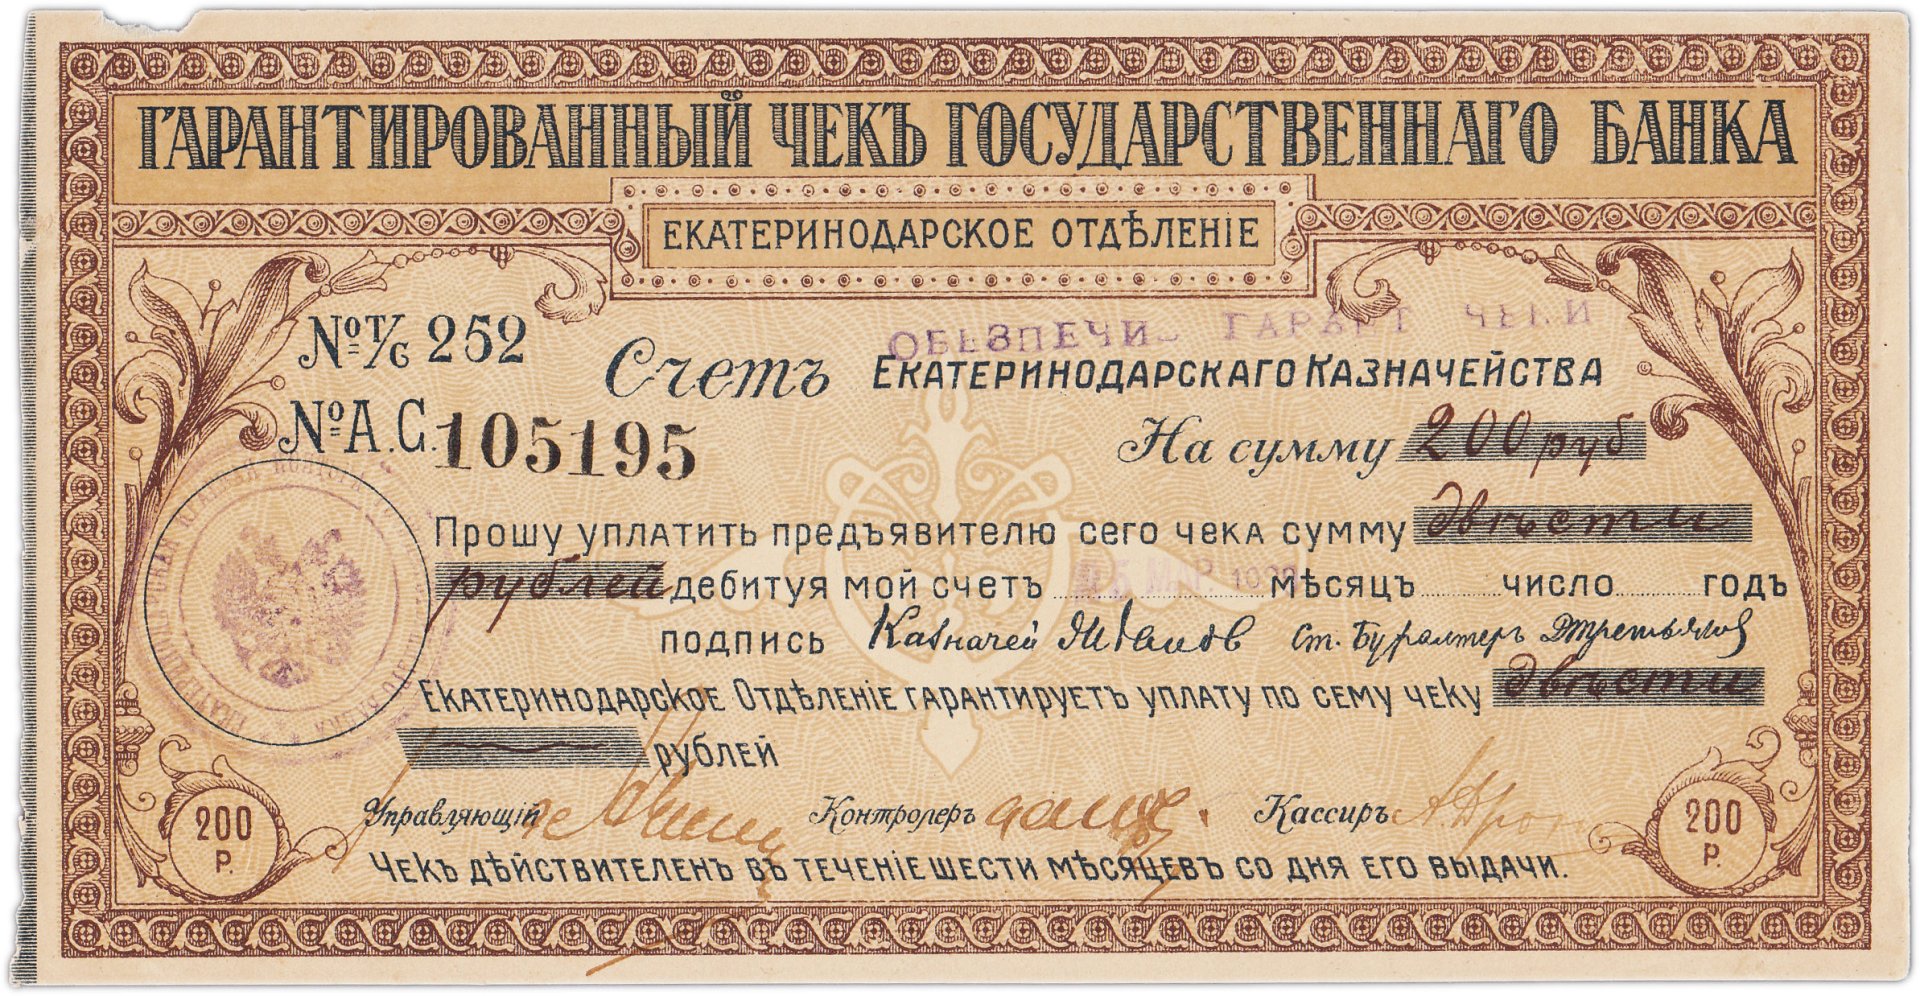 ГАРАНТИРОВАННЫЙ ЧЕКЪ ГОСУДАРСТВЕННАГО БАНКА
ЕКАТЕРИНОДАРСКОЕ ОТДѢЛЕНІЕ
№ Т/С 252
ОБЕЗПЕЧИ
Счетъ ЕКАТЕРИНОДАРСКАГО КАЗНАЧЕЙСТВА
№ А.С. 105195
На сумму 200 руб
Прошу уплатить предъявителю сего чека сумму двѣсти
рублей дебитуя мой счетъ МАР мѣсяцъ число годъ
подпись Казначей Ст. Бухгалтеръ
Екатеринодарское Отдѣленіе гарантируетъ уплату по сему чеку двѣсти
рублей
Управляющій Контролеръ Кассиръ
Чекъ дѣйствителенъ въ теченіе шести мѣсяцевъ со дня его выдачи.
200 Р.
200 Р.